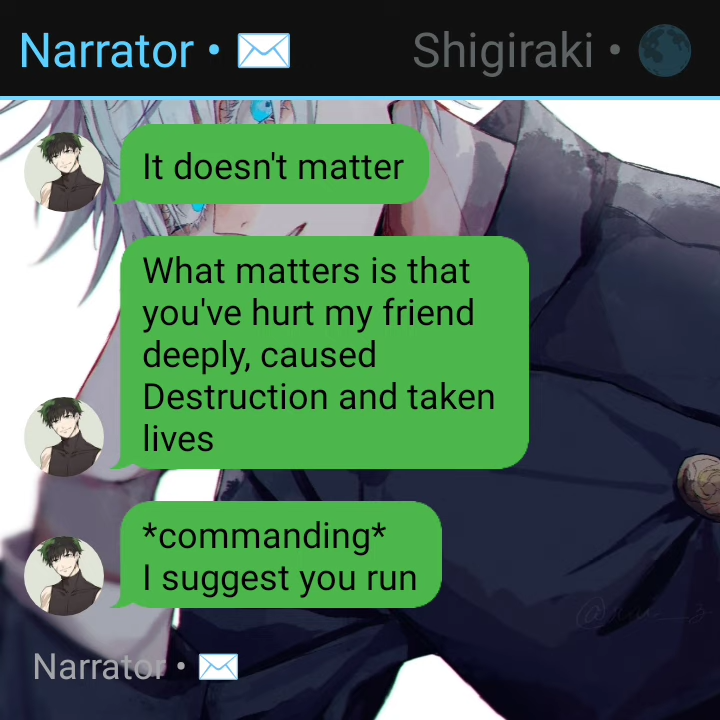 Narrator • ✉️ Shigiraki • 🌑
It doesn't matter
What matters is that
you've hurt my friend
deeply, caused
Destruction and taken
lives
*commanding*
I suggest you run
Narrator • ✉️